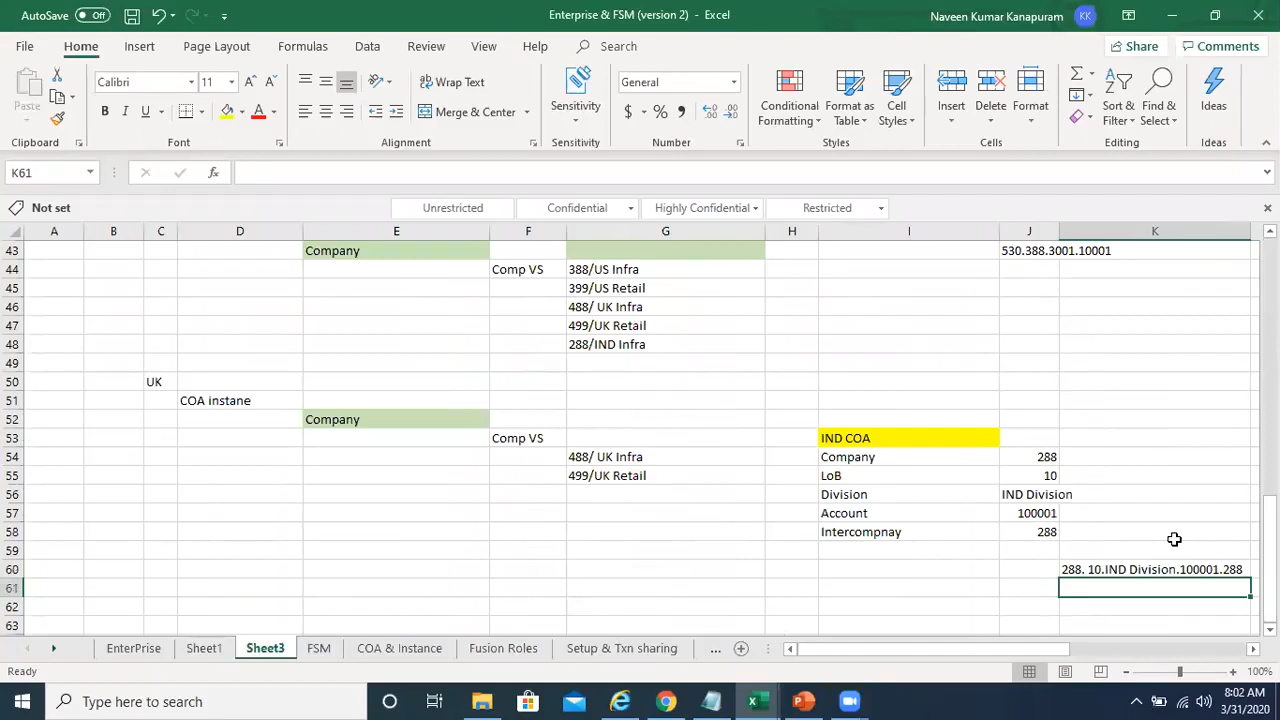 AutoSave Off Enterprise & FSM (version 2) - Excel Naveen Kumar Kanapuram KK
File Home Insert Page Layout Formulas Data Review View Help Search Share Comments
Paste Calibri 11 Wrap Text General Sensitivity Conditional Formatting Format as Table Cell Styles Insert Delete Format Sort & Filter Find & Select Ideas
B I U Merge & Center $ %
Clipboard Font Alignment Sensitivity Number Styles Cells Editing Ideas
K61
Not set Unrestricted Confidential Highly Confidential Restricted
A B C D E F G H I J K
43 Company 530.388.3001.10001
44 Comp VS 388/US Infra
45 399/US Retail
46 488/ UK Infra
47 499/UK Retail
48 288/IND Infra
49
50 UK
51 COA instane
52 Company
53 Comp VS IND COA
54 488/ UK Infra Company 288
55 499/UK Retail LoB 10
56 Division IND Division
57 Account 100001
58 Intercompnay 288
59
60 288. 10.IND Division.100001.288
61
62
63
EnterPrise Sheet1 Sheet3 FSM COA & Instance Fusion Roles Setup & Txn sharing ...
Ready 100%
Type here to search 8:02 AM
3/31/2020